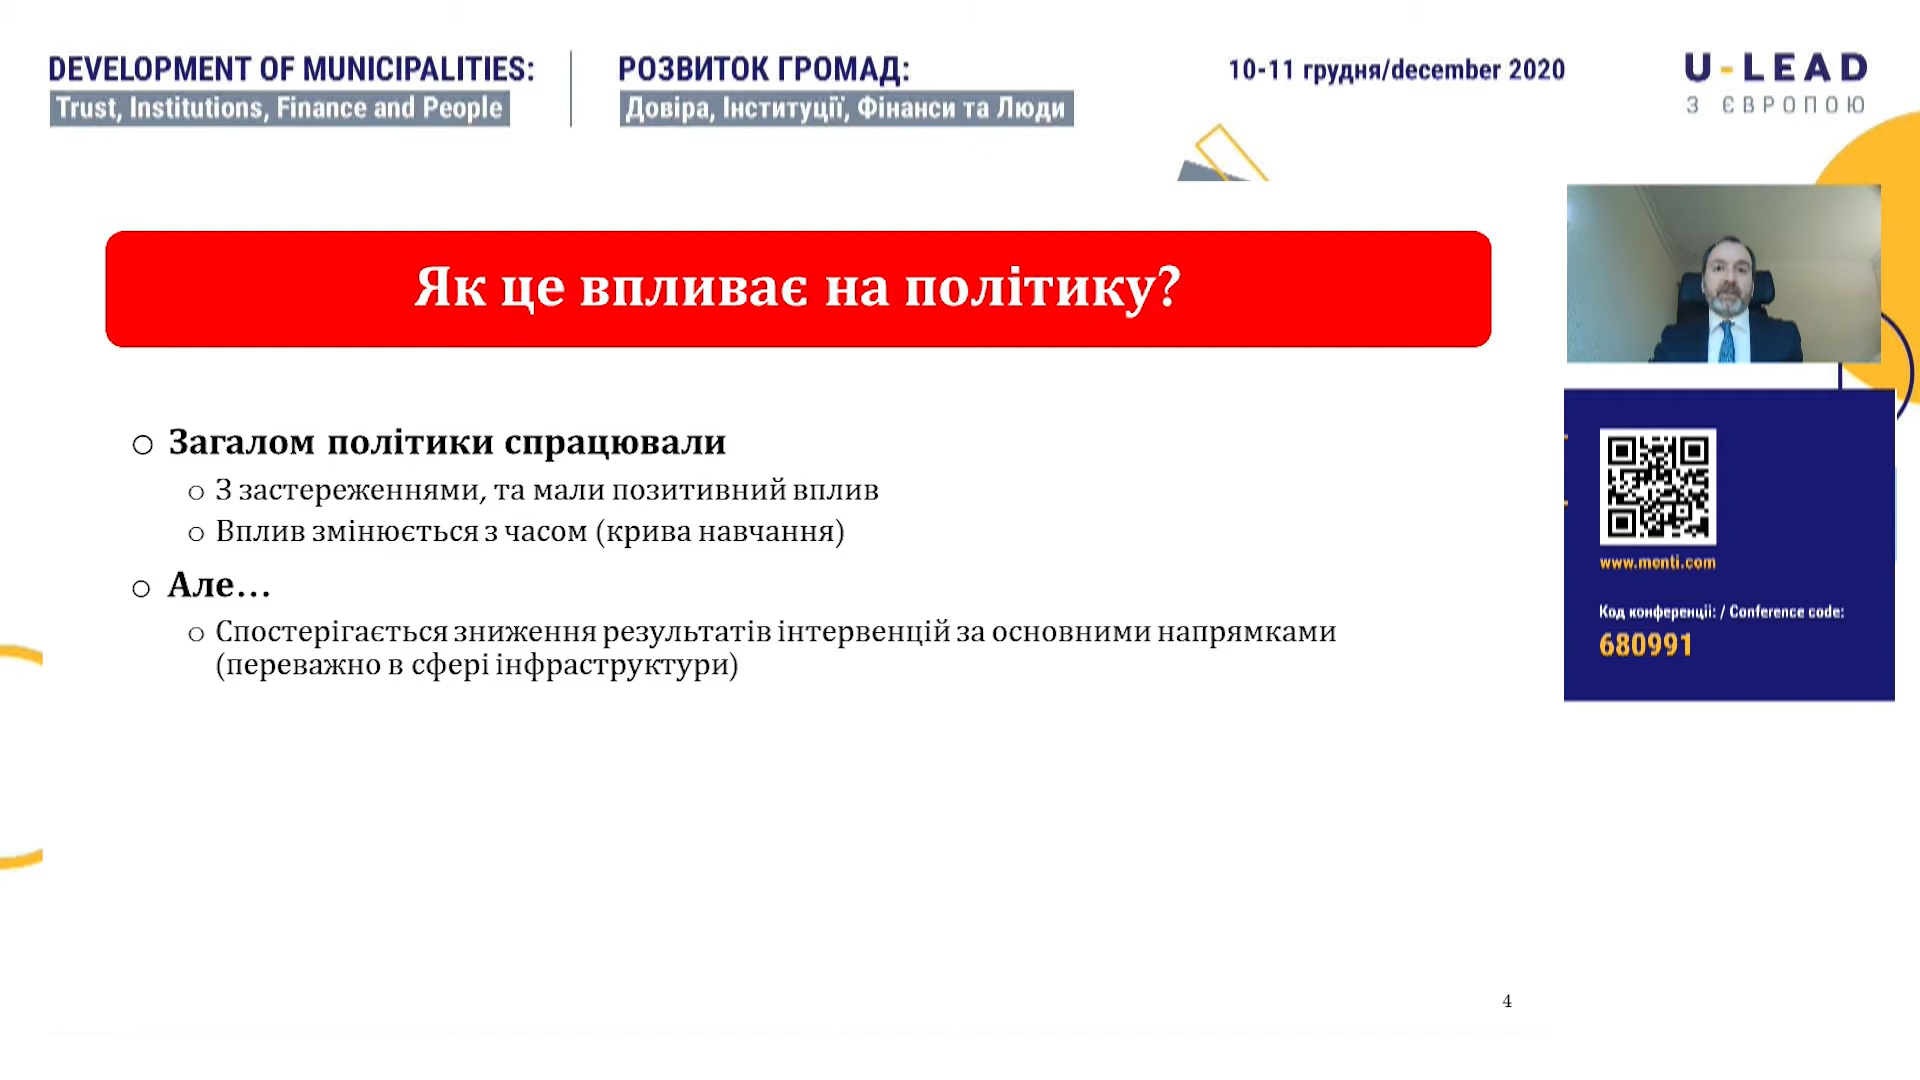 DEVELOPMENT OF MUNICIPALITIES:
Trust, Institutions, Finance and People
РОЗВИТОК ГРОМАД:
Довіра, Інституції, Фінанси та Люди
10-11 грудня/december 2020
U-LEAD
З ЄВРОПОЮ
Як це впливає на політику?
Загалом політики спрацювали
З застереженнями, та мали позитивний вплив
Вплив змінюється з часом (крива навчання)
Але…
Спостерігається зниження результатів інтервенцій за основними напрямками
(переважно в сфері інфраструктури)
www.menti.com
Код конференції: / Conference code:
680991
4